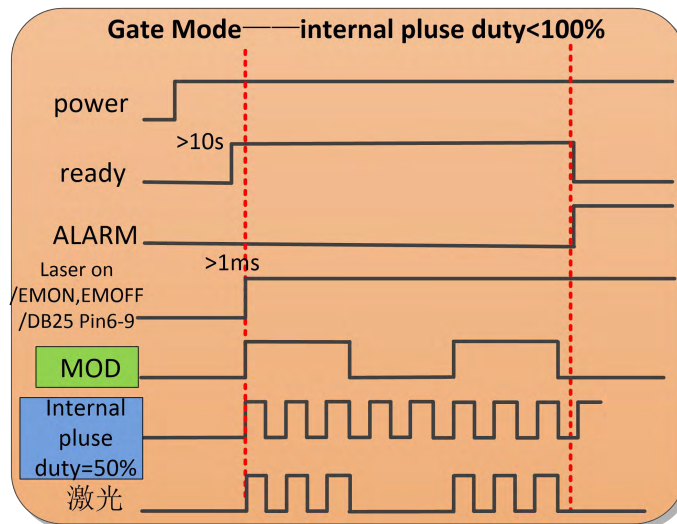 Gate Mode——internal pluse duty<100%
power
>10s
ready
ALARM
>1ms
Laser on
/EMON,EMOFF
/DB25 Pin6-9
MOD
Internal
pluse
duty=50%
激光